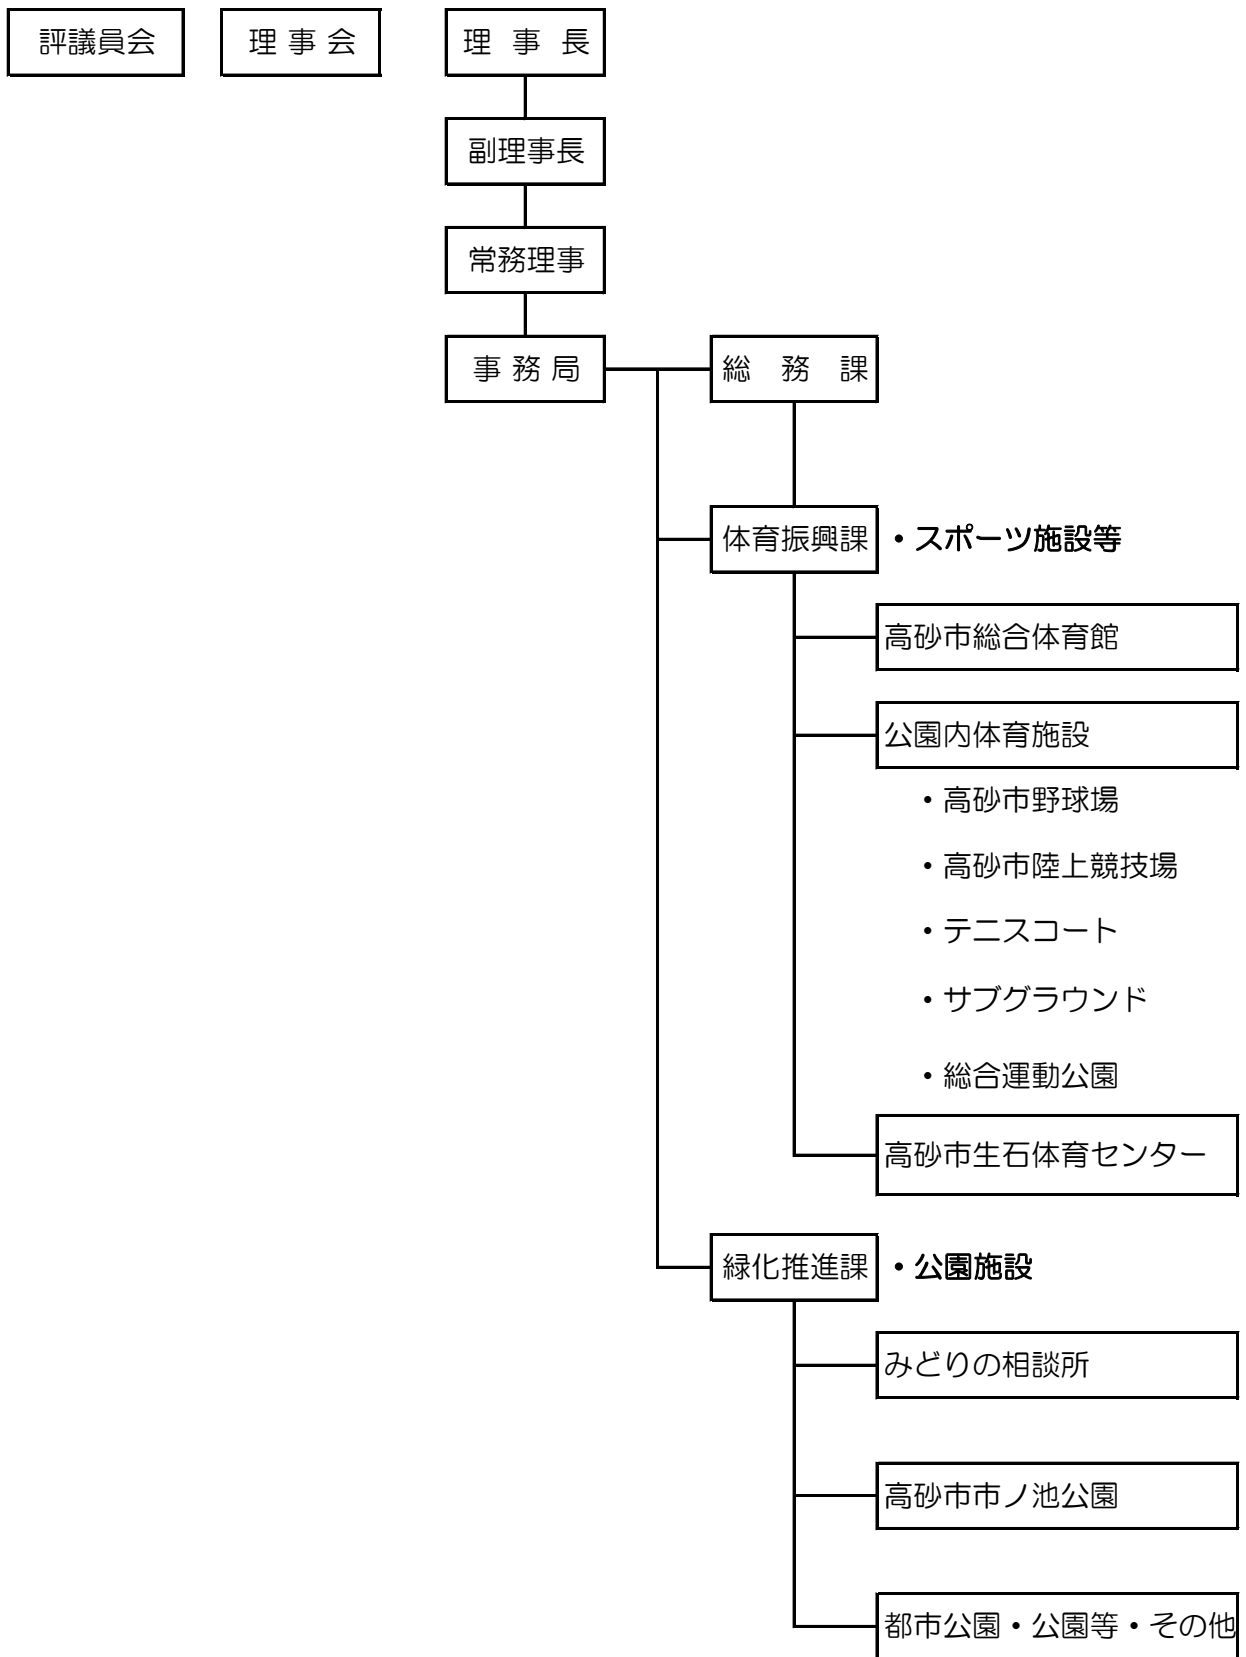 評議員会 理事会 理事長
副理事長
常務理事
事務局 総務課
体育振興課 ・スポーツ施設等
高砂市総合体育館
公園内体育施設
・高砂市野球場
・高砂市陸上競技場
・テニスコート
・サブグラウンド
・総合運動公園
高砂市生石体育センター
緑化推進課 ・公園施設
みどりの相談所
高砂市市ノ池公園
都市公園・公園等・その他